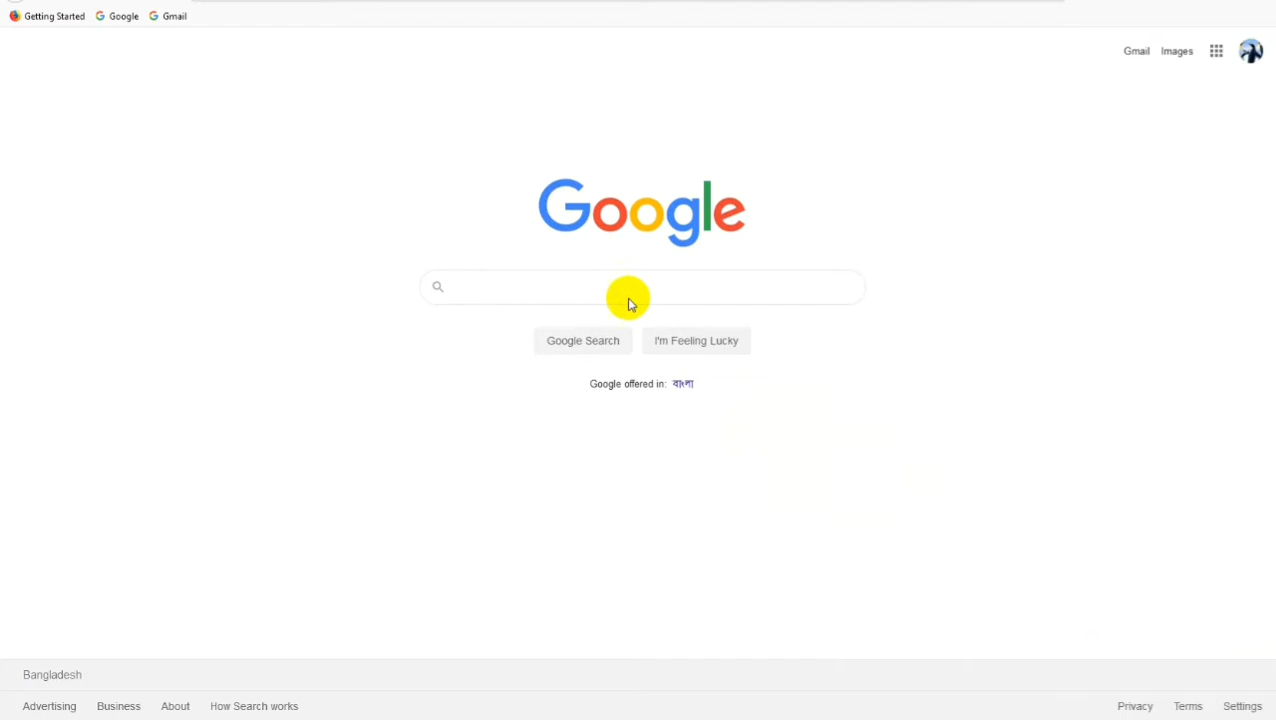 Getting Started Google Gmail
Gmail Images
Google
Google Search I'm Feeling Lucky
Google offered in: বাংলা
Bangladesh
Advertising Business About How Search works Privacy Terms Settings